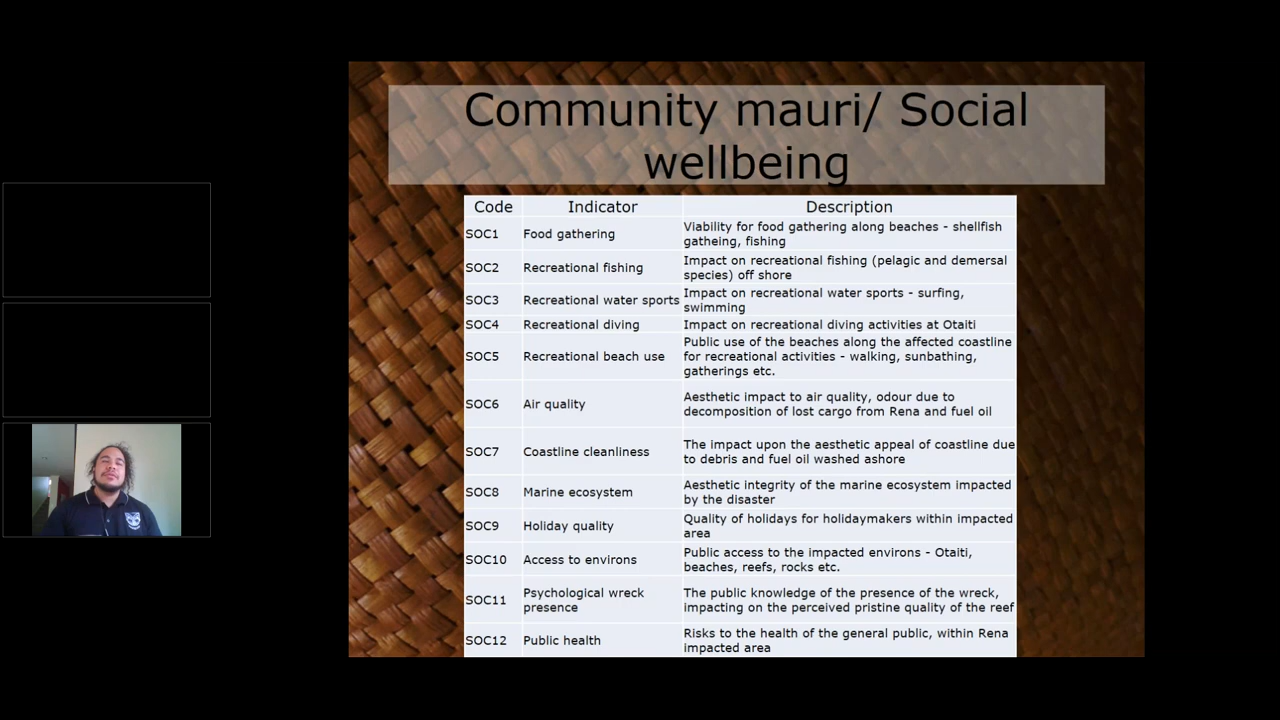 Community mauri/ Social
wellbeing
Code Indicator Description
SOC1 Food gathering Viability for food gathering along beaches - shellfish
gatheing, fishing
SOC2 Recreational fishing Impact on recreational fishing (pelagic and demersal
species) off shore
SOC3 Recreational water sports Impact on recreational water sports - surfing,
swimming
SOC4 Recreational diving Impact on recreational diving activities at Otaiti
SOC5 Recreational beach use Public use of the beaches along the affected coastline
for recreational activities - walking, sunbathing,
gatherings etc.
SOC6 Air quality Aesthetic impact to air quality, odour due to
decomposition of lost cargo from Rena and fuel oil
SOC7 Coastline cleanliness The impact upon the aesthetic appeal of coastline due
to debris and fuel oil washed ashore
SOC8 Marine ecosystem Aesthetic integrity of the marine ecosystem impacted
by the disaster
SOC9 Holiday quality Quality of holidays for holidaymakers within impacted
area
SOC10 Access to environs Public access to the impacted environs - Otaiti,
beaches, reefs, rocks etc.
SOC11 Psychological wreck presence The public knowledge of the presence of the wreck,
impacting on the perceived pristine quality of the reef
SOC12 Public health Risks to the health of the general public, within Rena
impacted area